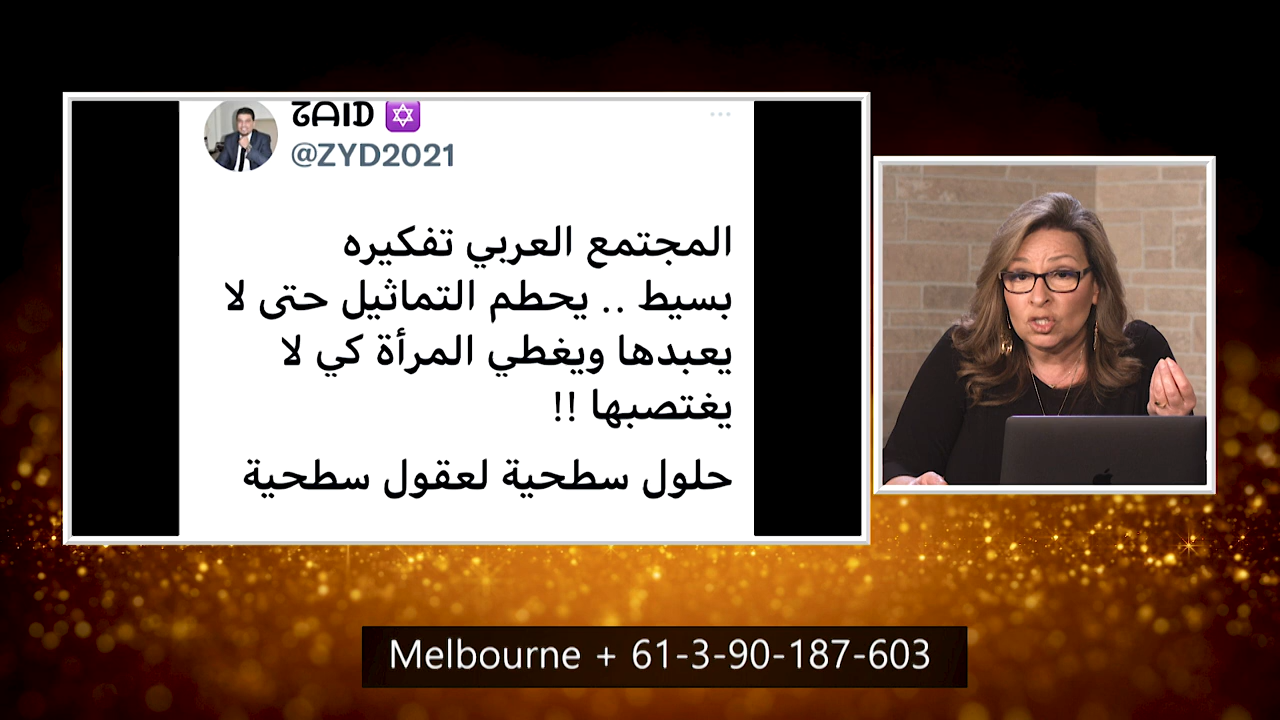 ᘔᗩIᗪ ✡
@ZYD2021
المجتمع العربي تفكيره
بسيط .. يحطم التماثيل حتى لا
يعبدها ويغطي المرأة كي لا
يغتصبها !!
حلول سطحية لعقول سطحية
Melbourne + 61-3-90-187-603